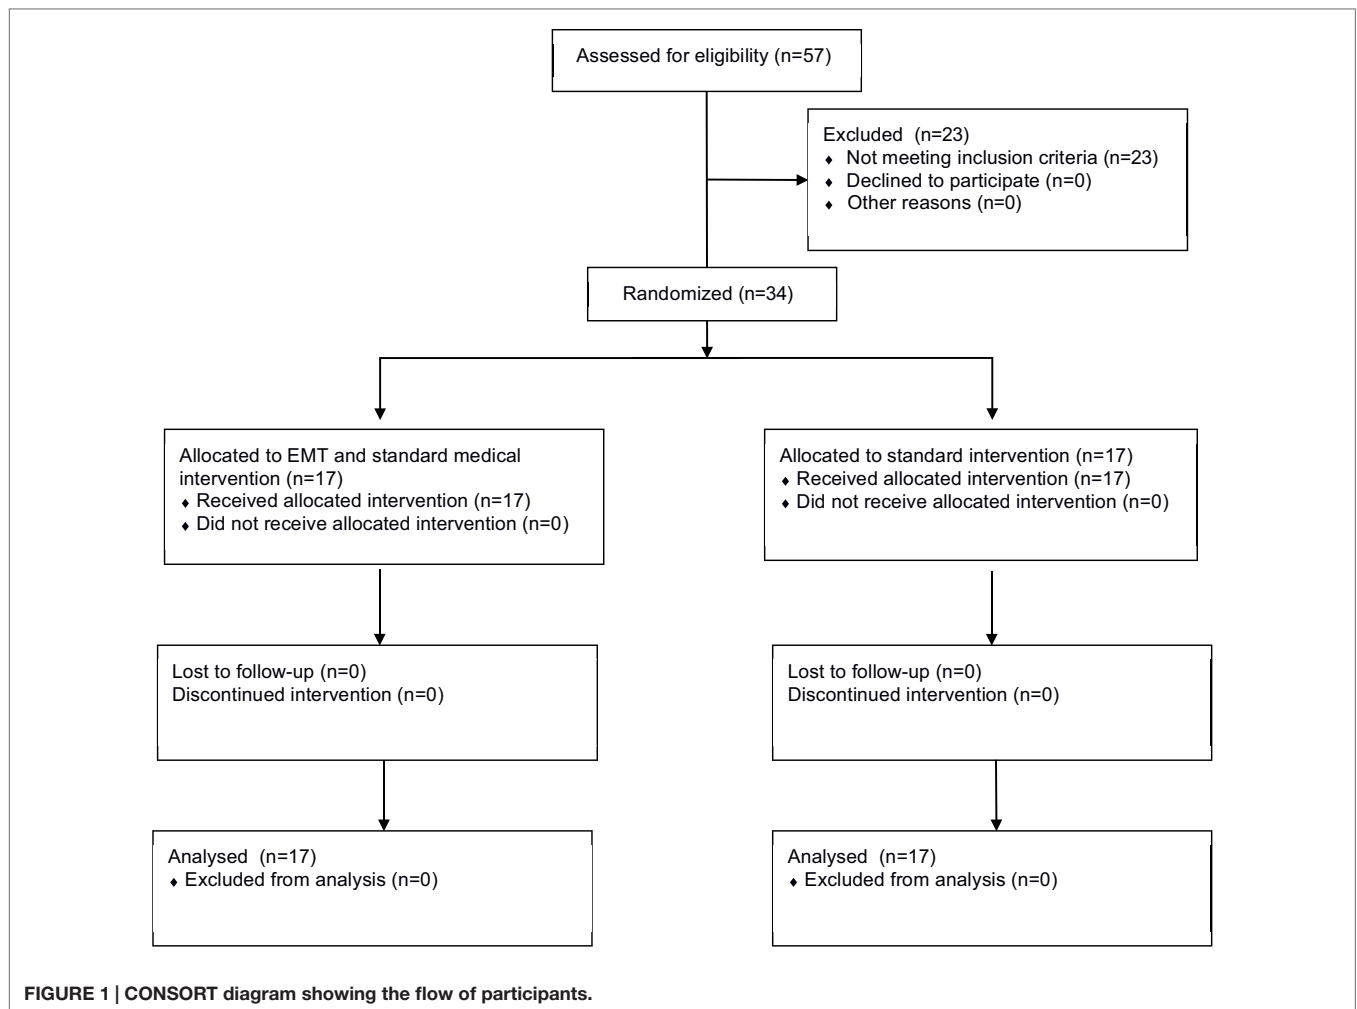 Assessed for eligibility (n=57)
Excluded (n=23)
♦ Not meeting inclusion criteria (n=23)
♦ Declined to participate (n=0)
♦ Other reasons (n=0)
Randomized (n=34)
Allocated to EMT and standard medical
intervention (n=17)
♦ Received allocated intervention (n=17)
♦ Did not receive allocated intervention (n=0)
Allocated to standard intervention (n=17)
♦ Received allocated intervention (n=17)
♦ Did not receive allocated intervention (n=0)
Lost to follow-up (n=0)
Discontinued intervention (n=0)
Lost to follow-up (n=0)
Discontinued intervention (n=0)
Analysed (n=17)
♦ Excluded from analysis (n=0)
Analysed (n=17)
♦ Excluded from analysis (n=0)
FIGURE 1 | CONSORT diagram showing the flow of participants.